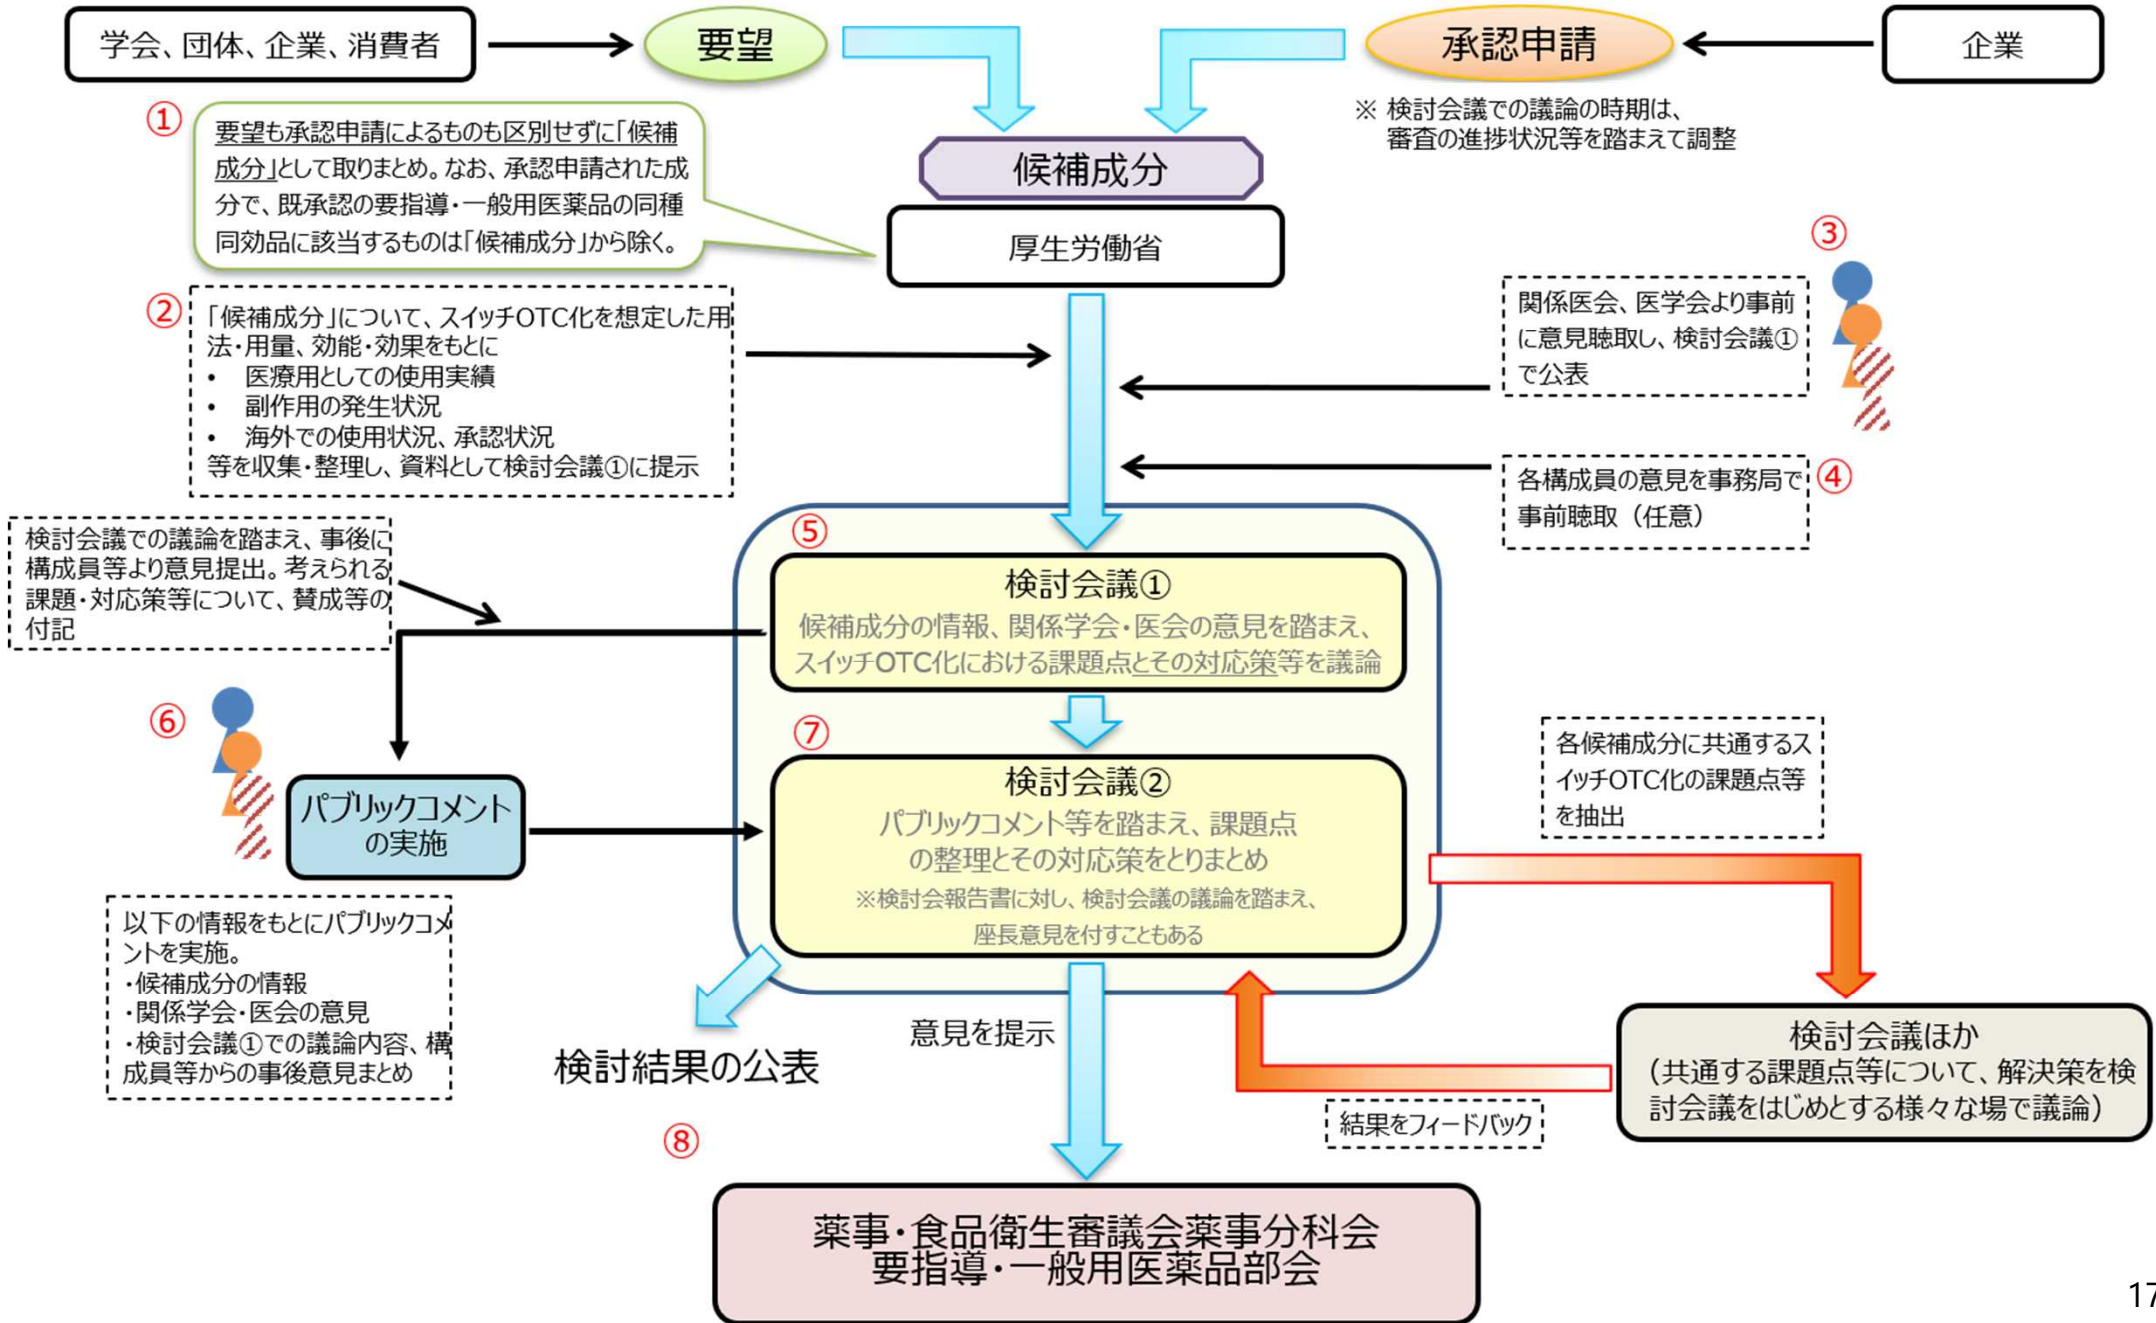 学会、団体、企業、消費者
要望
承認申請
企業
※ 検討会議での議論の時期は、
審査の進捗状況等を踏まえて調整
①
要望も承認申請によるものも区別せずに「候補
成分」として取りまとめ。なお、承認申請された成
分で、既承認の要指導・一般用医薬品の同種
同効品に該当するものは「候補成分」から除く。
候補成分
厚生労働省
②
「候補成分」について、スイッチOTC化を想定した用
法・用量、効能・効果をもとに
• 医療用としての使用実績
• 副作用の発生状況
• 海外での使用状況、承認状況
等を収集・整理し、資料として検討会議①に提示
③
関係医会、医学会より事前
に意見聴取し、検討会議①
で公表
④
各構成員の意見を事務局で
事前聴取（任意）
検討会議での議論を踏まえ、事後に
構成員等より意見提出。考えられる
課題・対応策等について、賛成等の
付記
⑤
検討会議①
候補成分の情報、関係学会・医会の意見を踏まえ、
スイッチOTC化における課題点とその対応策等を議論
⑥
パブリックコメント
の実施
以下の情報をもとにパブリックコメ
ントを実施。
・候補成分の情報
・関係学会・医会の意見
・検討会議①での議論内容、構
成員等からの事後意見まとめ
⑦
検討会議②
パブリックコメント等を踏まえ、課題点
の整理とその対応策をとりまとめ
※検討会報告書に対し、検討会議の議論を踏まえ、
座長意見を付すこともある
各候補成分に共通するス
イッチOTC化の課題点等
を抽出
検討会議ほか
（共通する課題点等について、解決策を検
討会議をはじめとする様々な場で議論）
結果をフィードバック
意見を提示
検討結果の公表
⑧
薬事・食品衛生審議会薬事分科会
要指導・一般用医薬品部会
17